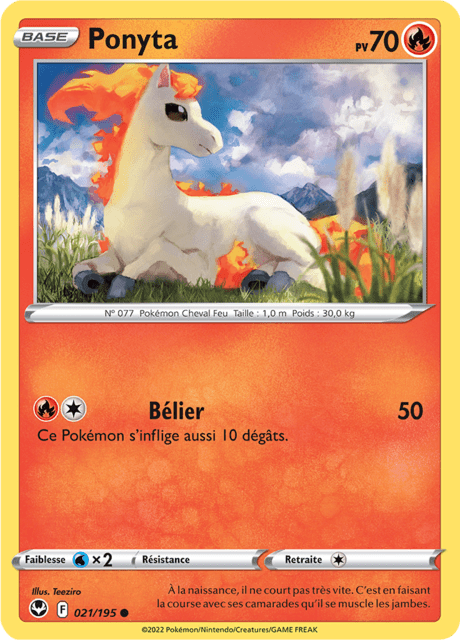 BASE Ponyta PV70
N° 077 Pokémon Cheval Feu Taille : 1,0 m Poids : 30,0 kg
Bélier 50
Ce Pokémon s'inflige aussi 10 dégâts.
Faiblesse ×2 Résistance Retraite
Illus. Teeziro
À la naissance, il ne court pas très vite. C'est en faisant
la course avec ses camarades qu'il se muscle les jambes.
F 021/195
©2022 Pokémon/Nintendo/Creatures/GAME FREAK